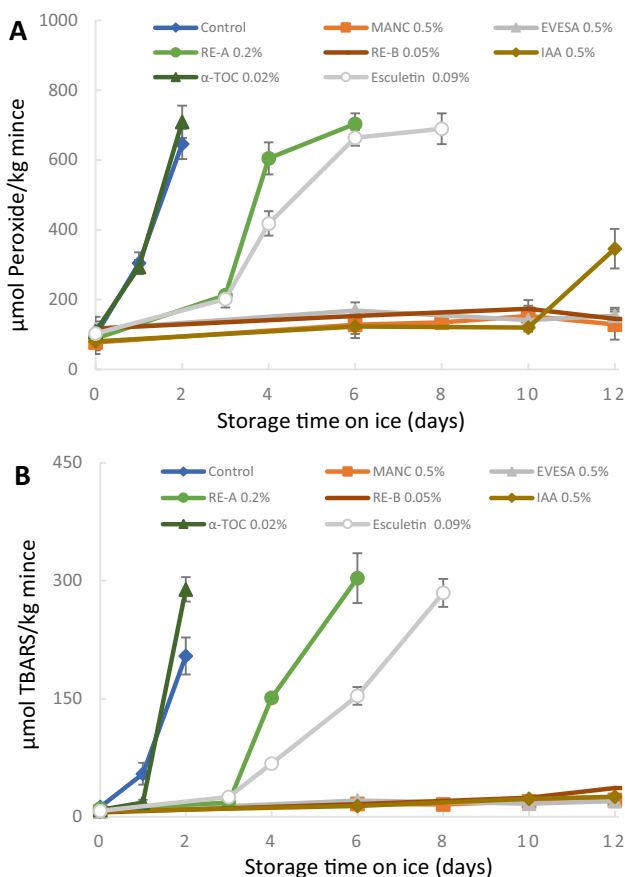 A
Control MANC 0.5% EVESA 0.5%
RE-A 0.2% RE-B 0.05% IAA 0.5%
α-TOC 0.02% Esculetin 0.09%
μmol Peroxide/kg mince
1000
800
600
400
200
0
0 2 4 6 8 10 12
Storage time on ice (days)
B
Control MANC 0.5% EVESA 0.5%
RE-A 0.2% RE-B 0.05% IAA 0.5%
α-TOC 0.02% Esculetin 0.09%
μmol TBARS/kg mince
450
300
150
0
0 2 4 6 8 10 12
Storage time on ice (days)